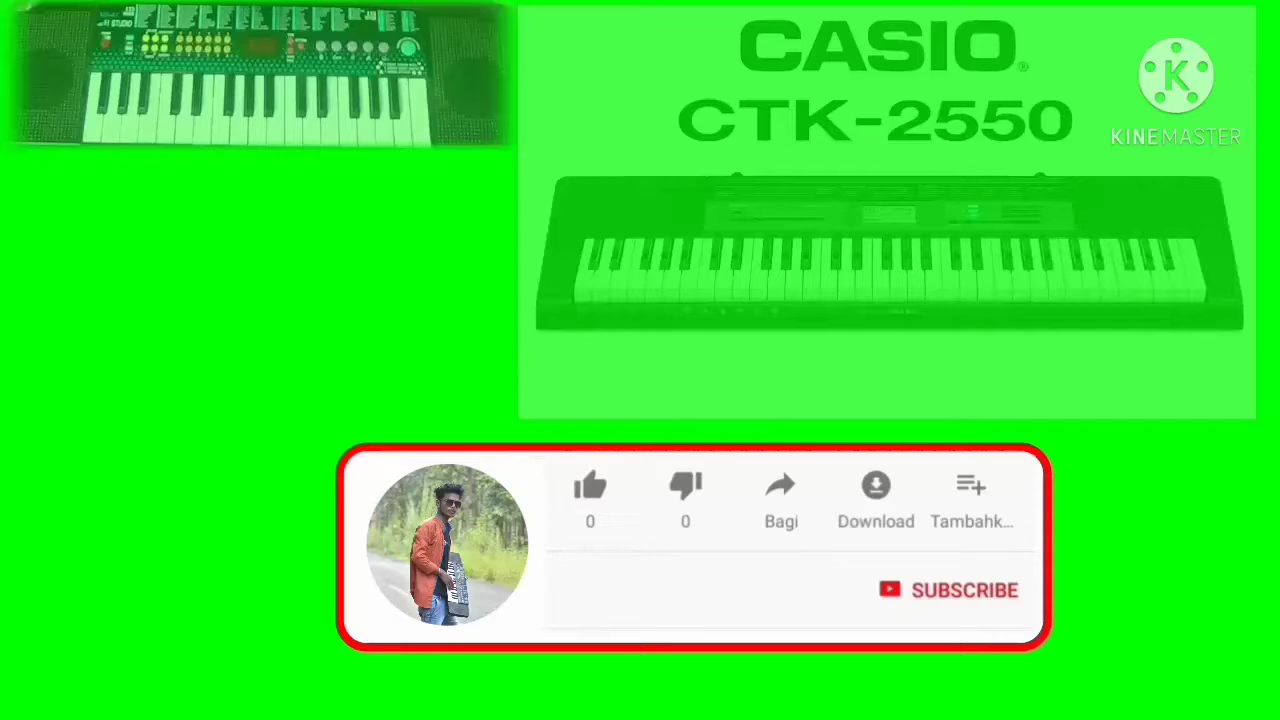 CASIO®
CTK-2550
KINEMASTER
0
0
Bagi
Download
Tambahk...
SUBSCRIBE